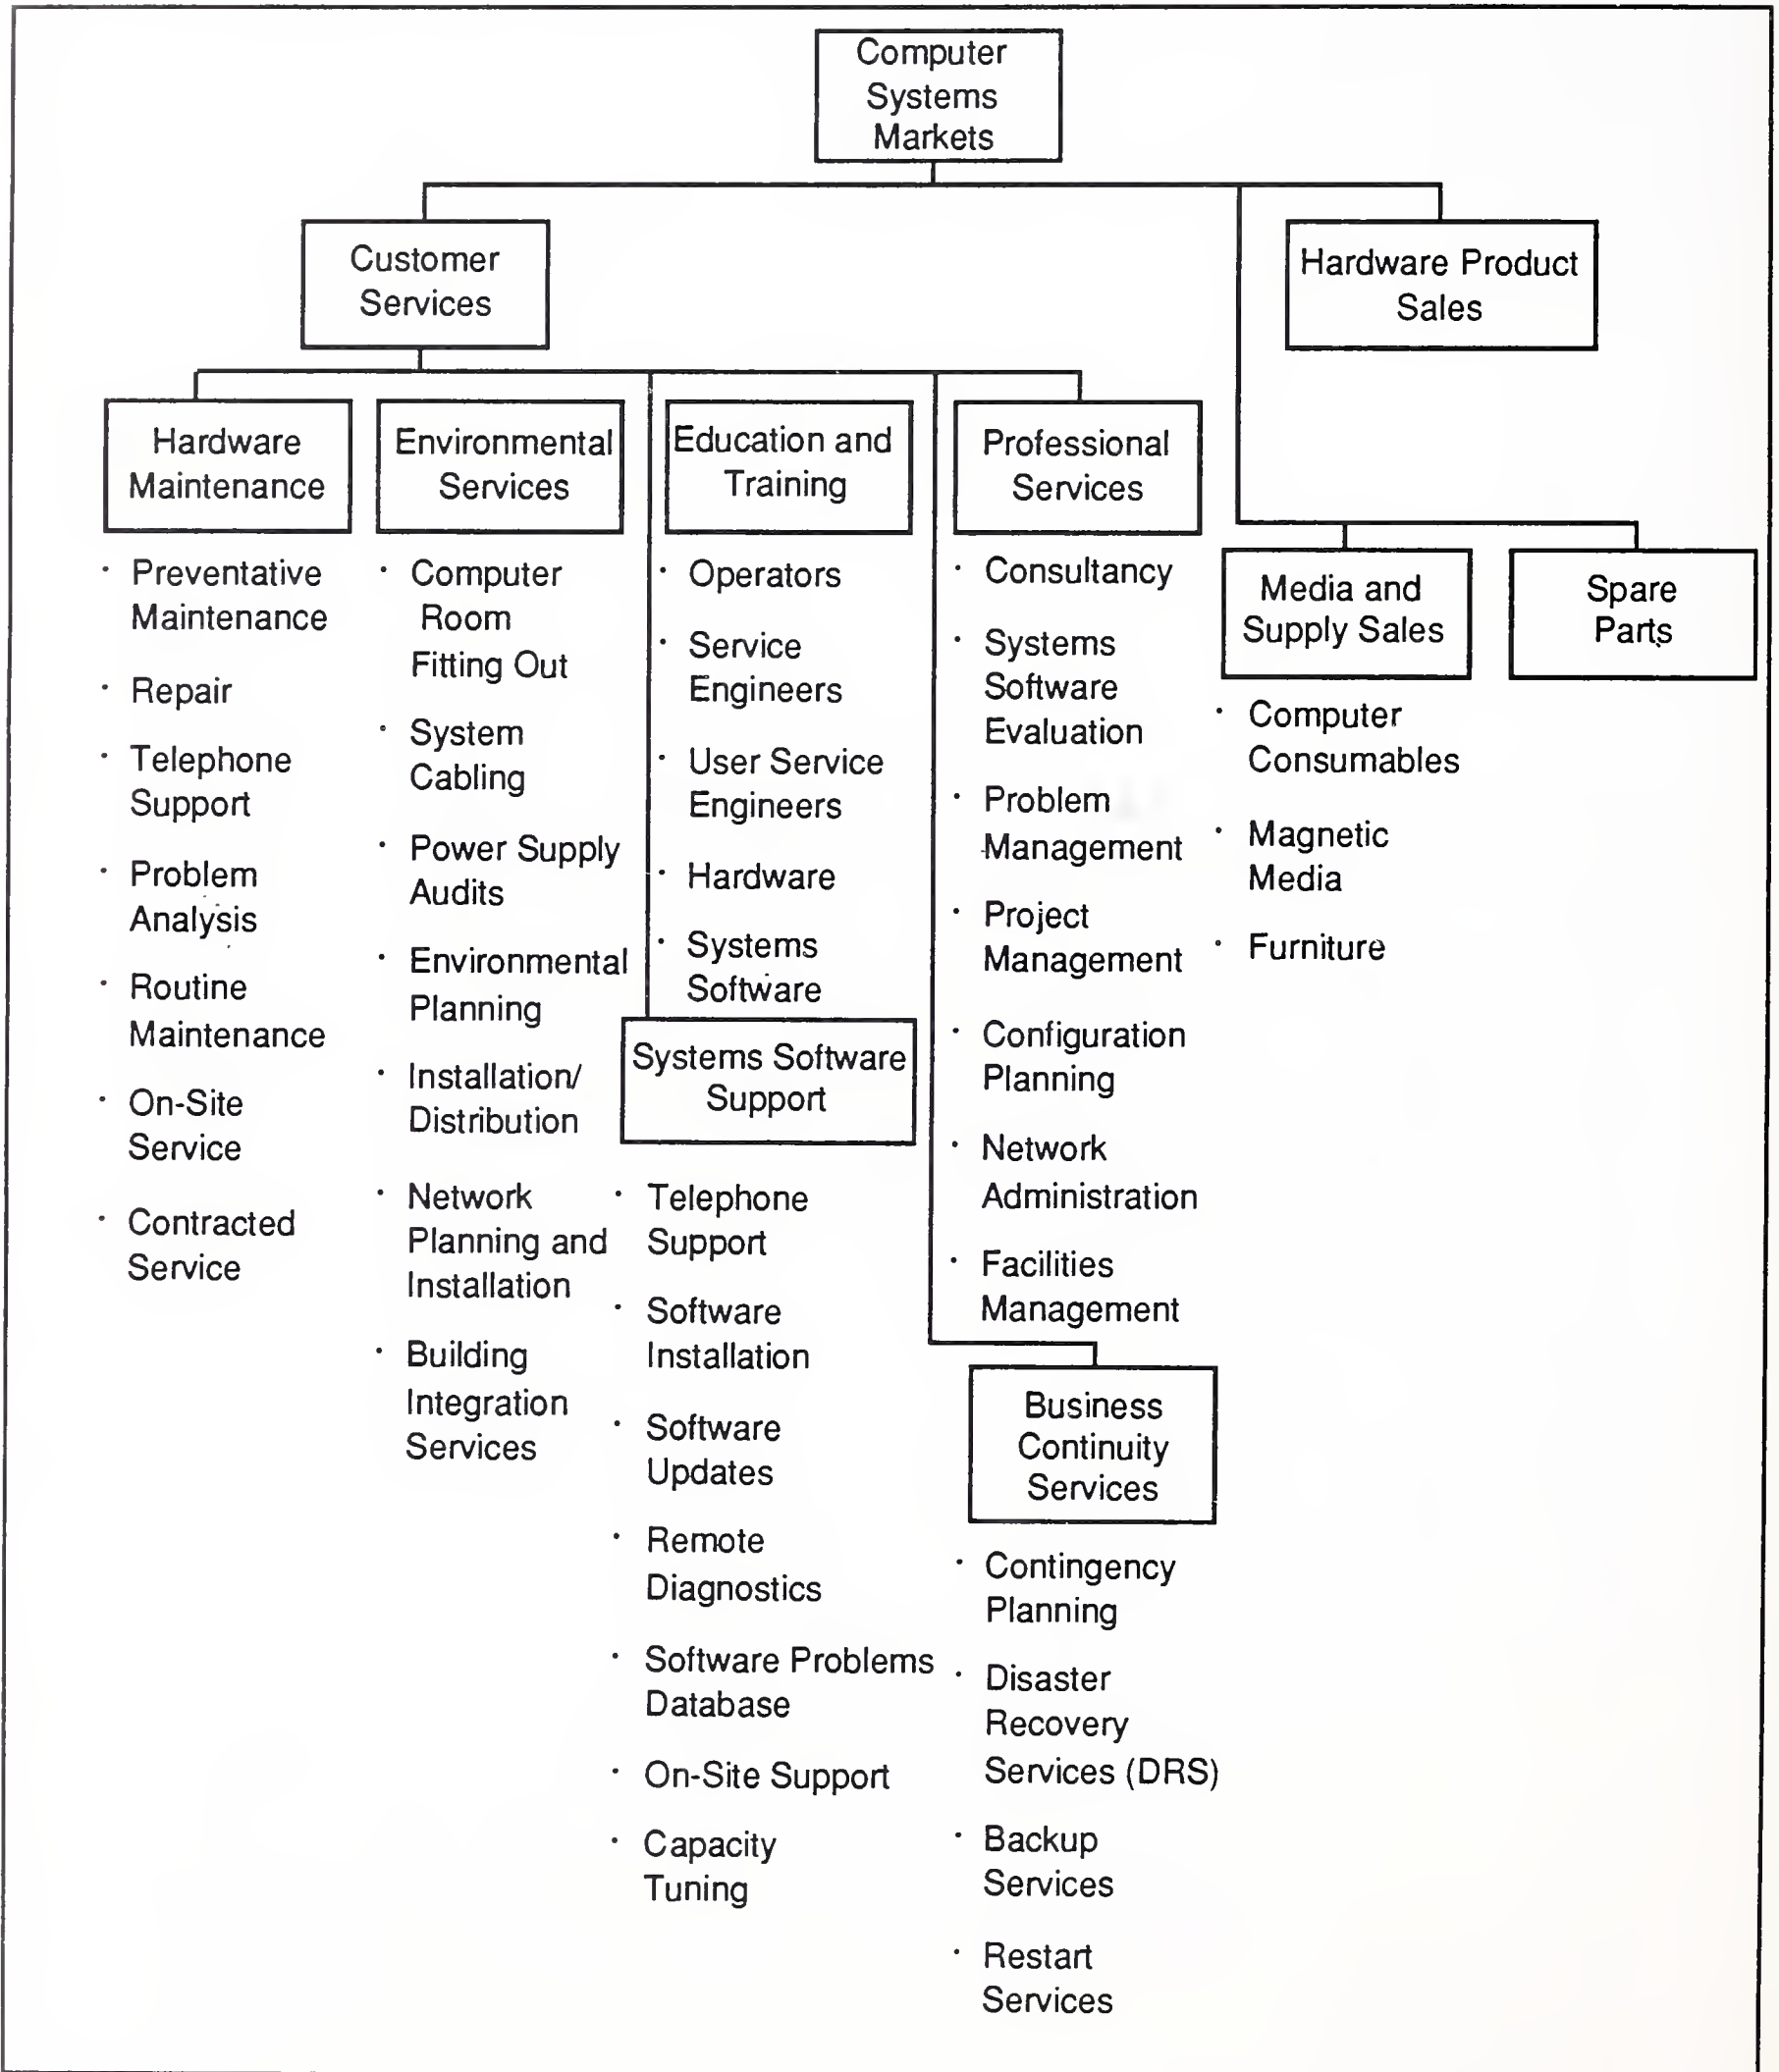 Computer
Systems
Markets
Customer
Services
Hardware Product
Sales
Hardware
Maintenance
· Preventative
Maintenance
· Repair
· Telephone
Support
· Problem
Analysis
· Routine
Maintenance
· On-Site
Service
· Contracted
Service
Environmental
Services
· Computer
Room
Fitting Out
· System
Cabling
· Power Supply
Audits
· Environmental
Planning
· Installation/
Distribution
· Network
Planning and
Installation
· Building
Integration
Services
Education and
Training
· Operators
· Service
Engineers
· User Service
Engineers
· Hardware
· Systems
Software
Systems Software
Support
· Telephone
Support
· Software
Installation
· Software
Updates
· Remote
Diagnostics
· Software Problems
Database
· On-Site Support
· Capacity
Tuning
Professional
Services
· Consultancy
· Systems
Software
Evaluation
· Problem
Management
· Project
Management
· Configuration
Planning
· Network
Administration
· Facilities
Management
Business
Continuity
Services
· Contingency
Planning
· Disaster
Recovery
Services (DRS)
· Backup
Services
· Restart
Services
Media and
Supply Sales
· Computer
Consumables
· Magnetic
Media
· Furniture
Spare
Parts